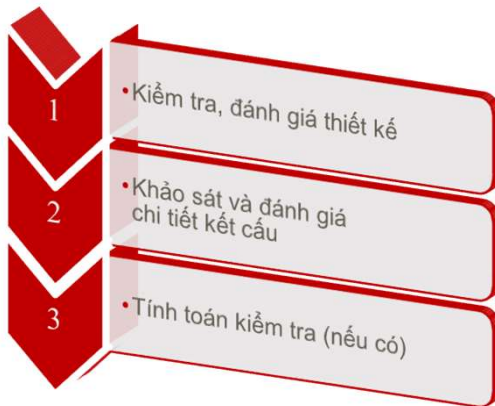 1
•Kiểm tra, đánh giá thiết kế
2
•Khảo sát và đánh giá
chi tiết kết cấu
3
•Tính toán kiểm tra (nếu có)